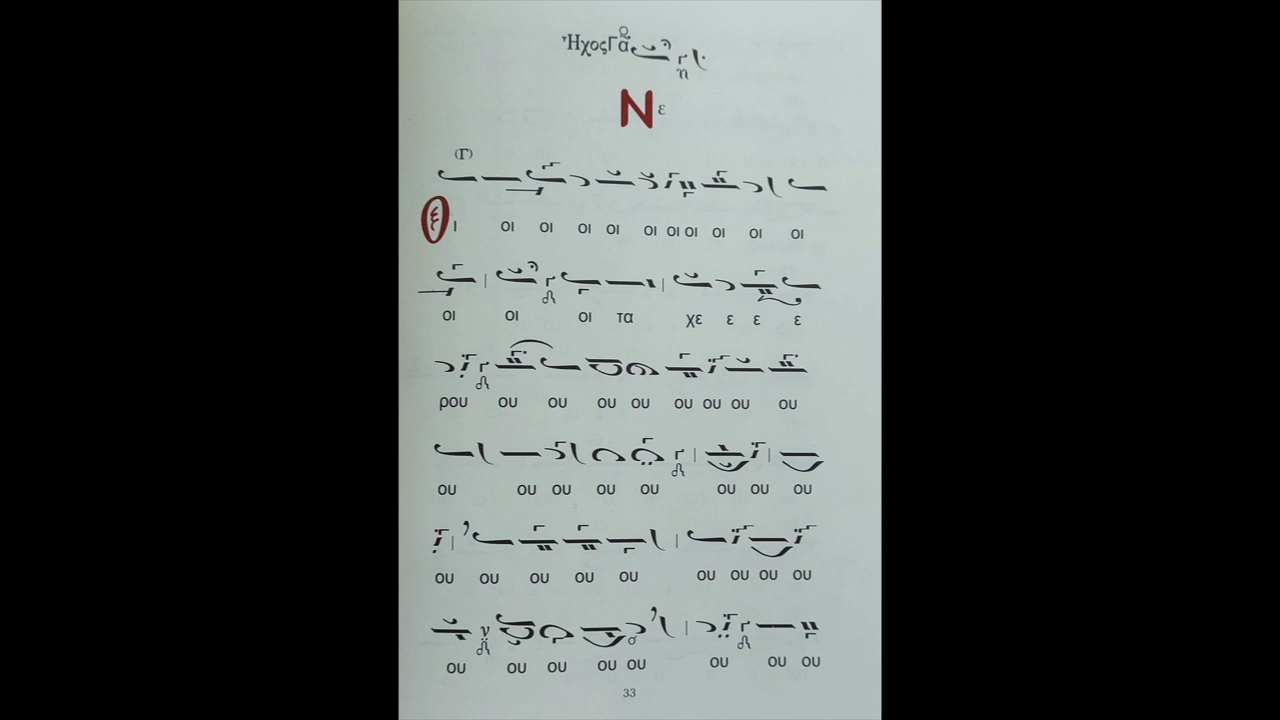 Ἦχος Γα
Ν ε
(Γ)
Οι οι οι οι οι οι οι οι οι οι οι
οι οι οι τα χε ε ε ε
ρου ου ου ου ου ου ου ου ου
ου ου ου ου ου ου ου ου
ου ου ου ου ου ου ου ου ου
ου ου ου ου ου ου ου ου
33